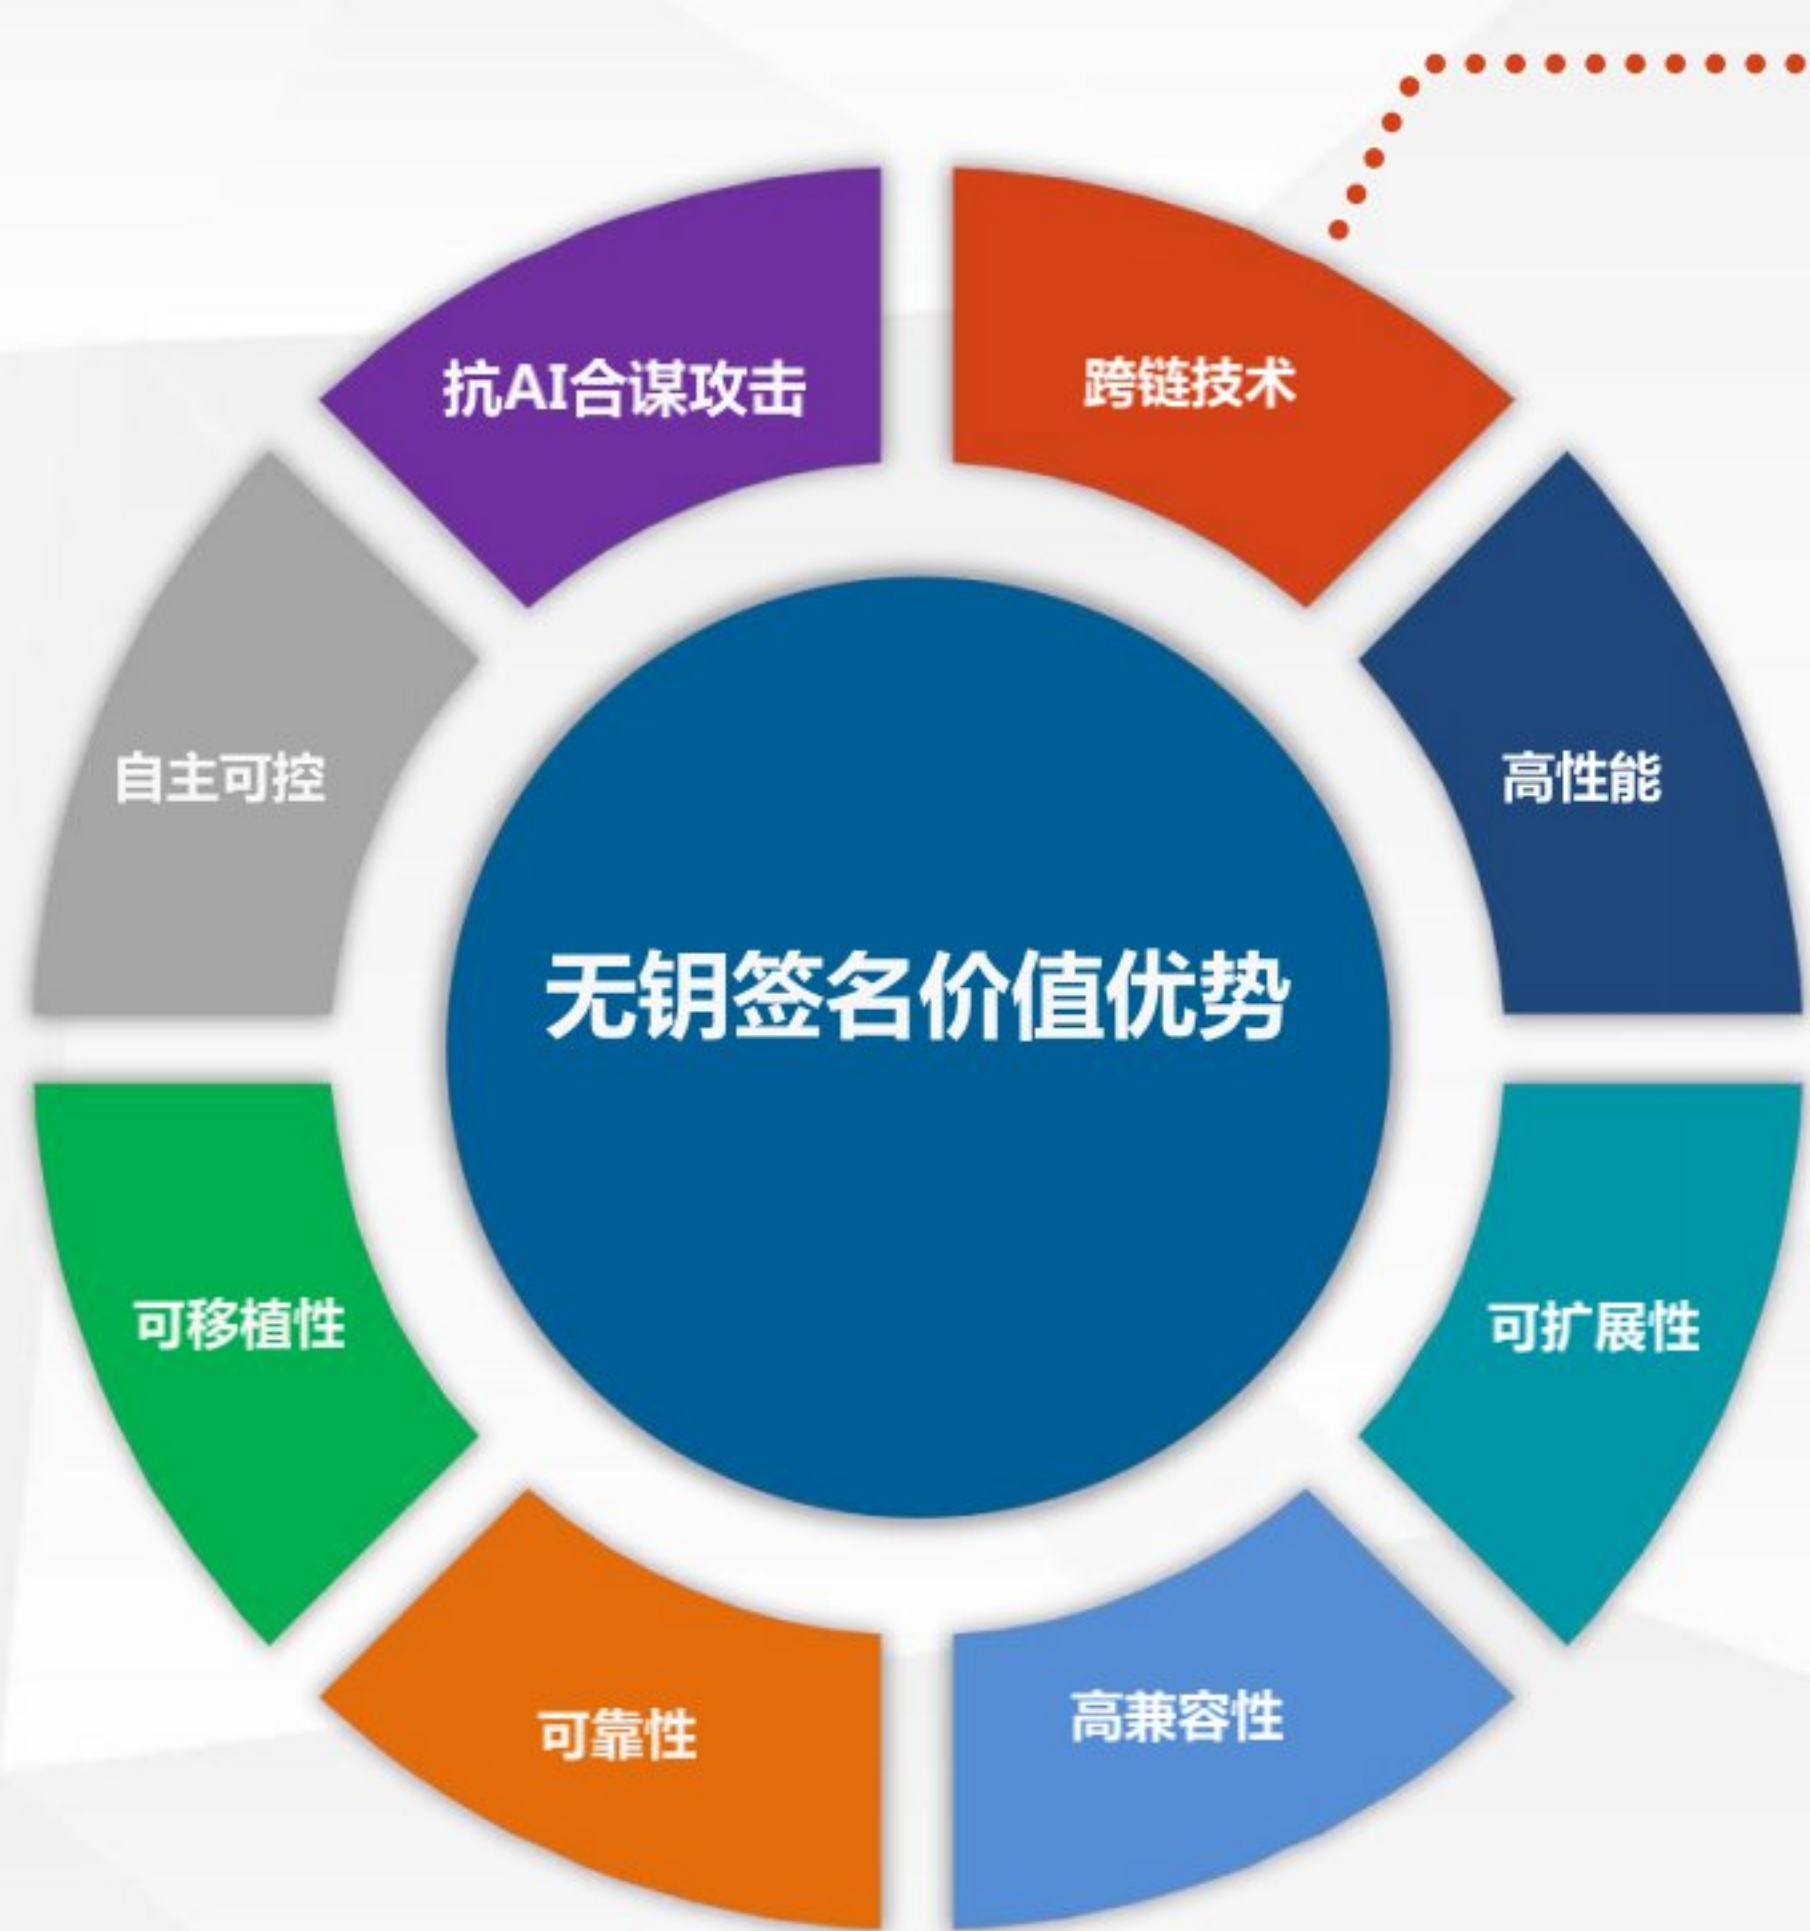 抗AI合谋攻击
跨链技术
自主可控
高性能
无钥签名价值优势
可移植性
可扩展性
可靠性
高兼容性